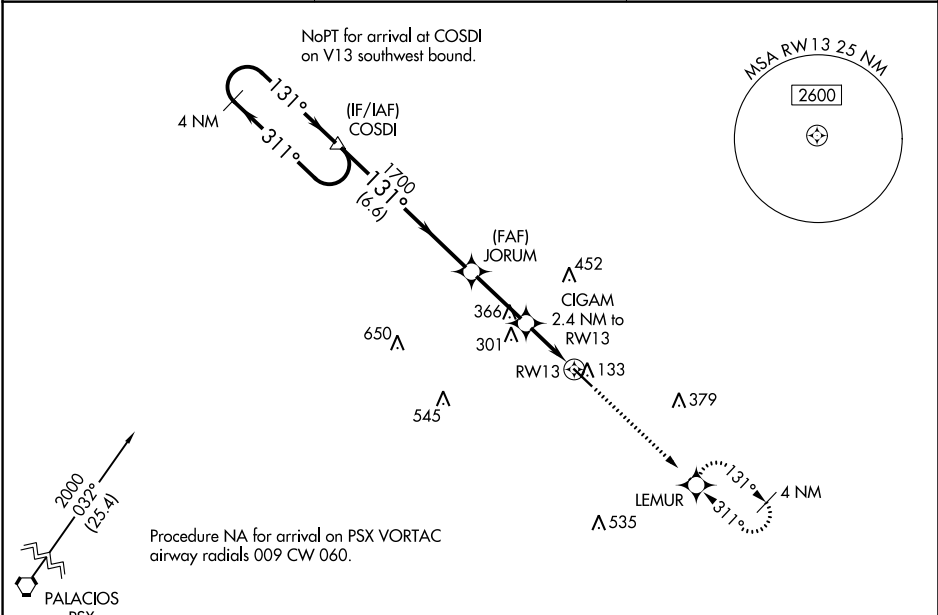 NoPT for arrival at COSDI
on V13 southwest bound.
MSA RW13 25 NM
2600
131°
4 NM
311°
(IF/IAF)
COSDI
1700
131°
(6.6)
(FAF)
JORUM
452
CIGAM
2.4 NM to
RW13
366
301
650
RW13
133
545
379
131°
4 NM
311°
LEMUR
535
2000
032°
(25.4)
Procedure NA for arrival on PSX VORTAC
airway radials 009 CW 060.
PALACIOS
PSX